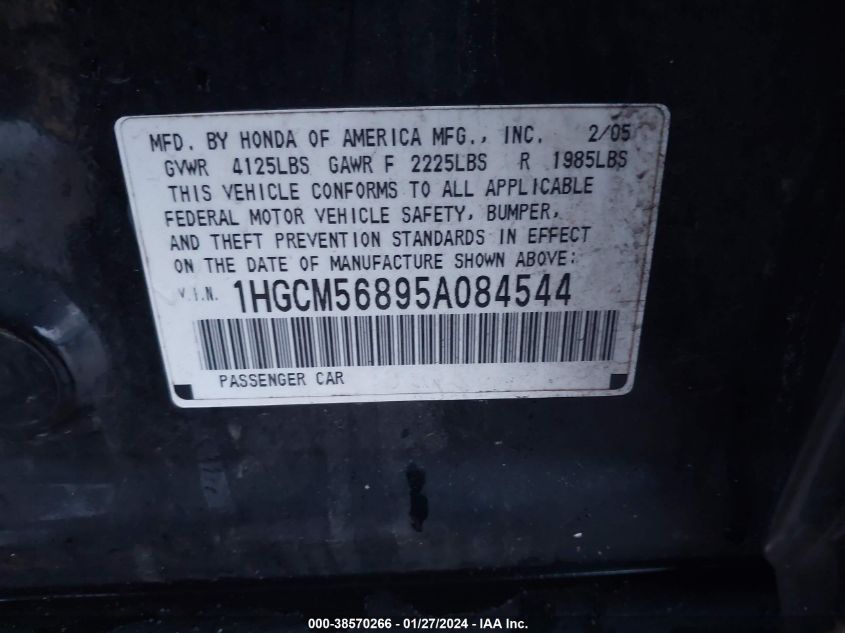 MFD. BY HONDA OF AMERICA MFG., INC. 2/05
GVWR 4125LBS GAWR F 2225LBS R 1985LBS
THIS VEHICLE CONFORMS TO ALL APPLICABLE
FEDERAL MOTOR VEHICLE SAFETY, BUMPER,
AND THEFT PREVENTION STANDARDS IN EFFECT
ON THE DATE OF MANUFACTURE SHOWN ABOVE:
V.I.N. 1HGCM56895A084544
PASSENGER CAR
000-38570266 - 01/27/2024 - IAA Inc.